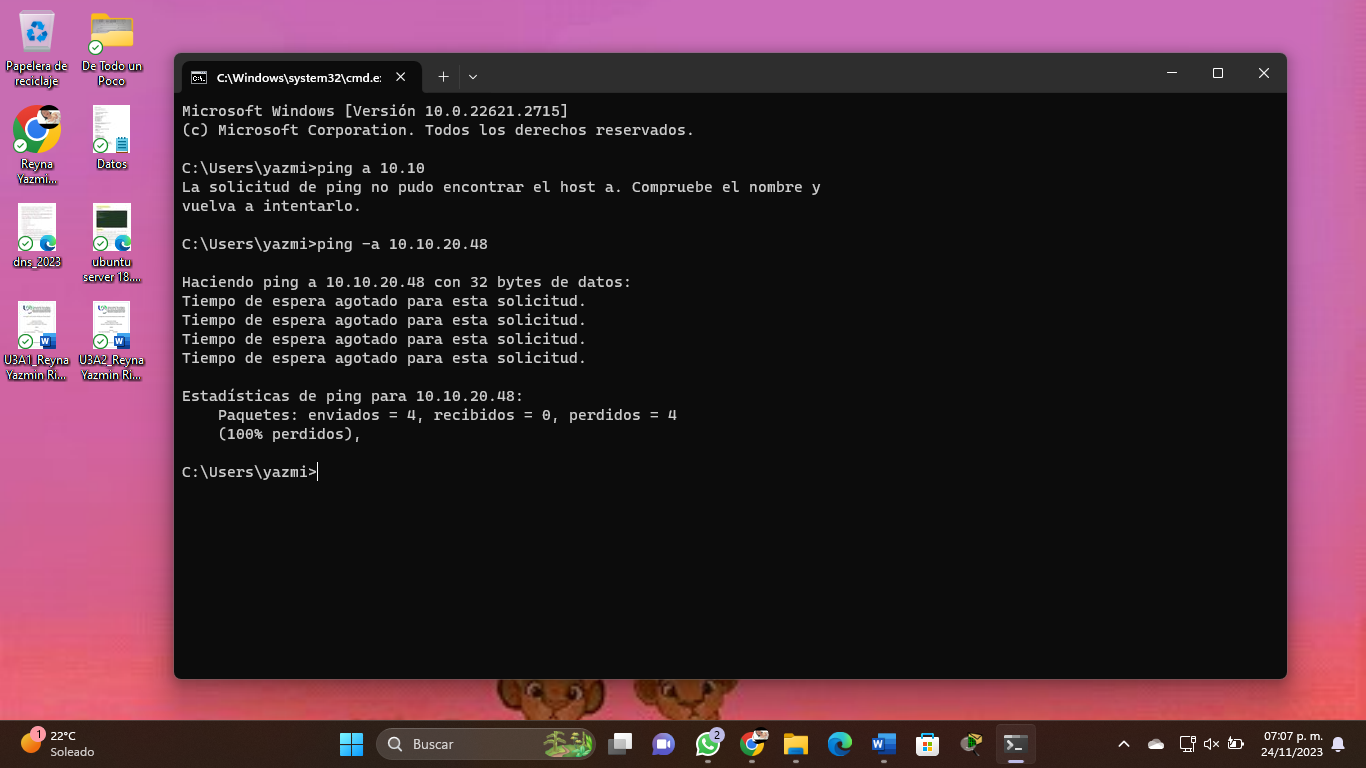 Papelera de
reciclaje
De Todo un
Poco
Reyna
Yazmi...
Datos
dns_2023
ubuntu
server 18....
U3A1_Reyna
Yazmin Ri...
U3A2_Reyna
Yazmin Ri...
C:\Windows\system32\cmd.e:
Microsoft Windows [Versión 10.0.22621.2715]
(c) Microsoft Corporation. Todos los derechos reservados.
C:\Users\yazmi>ping a 10.10
La solicitud de ping no pudo encontrar el host a. Compruebe el nombre y
vuelva a intentarlo.
C:\Users\yazmi>ping -a 10.10.20.48
Haciendo ping a 10.10.20.48 con 32 bytes de datos:
Tiempo de espera agotado para esta solicitud.
Tiempo de espera agotado para esta solicitud.
Tiempo de espera agotado para esta solicitud.
Tiempo de espera agotado para esta solicitud.
Estadísticas de ping para 10.10.20.48:
Paquetes: enviados = 4, recibidos = 0, perdidos = 4
(100% perdidos),
C:\Users\yazmi>
1
22°C
Soleado
Buscar
2
07:07 p. m.
24/11/2023